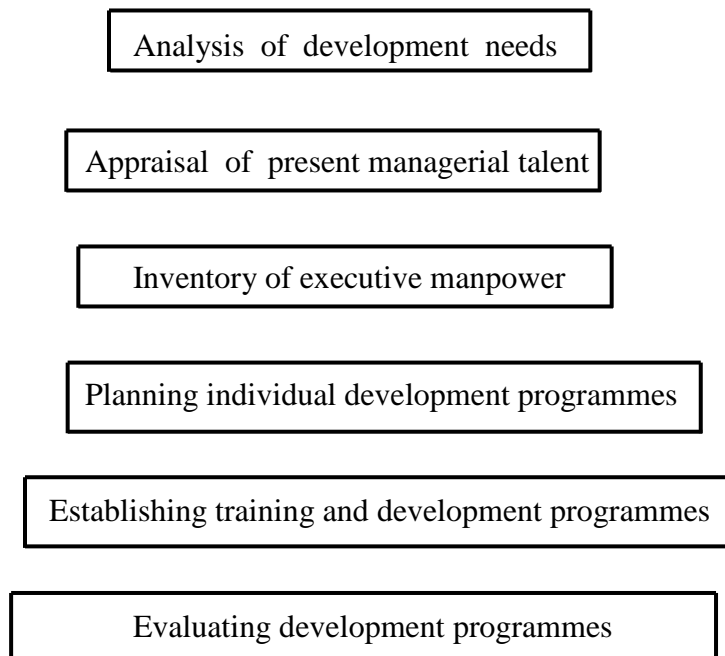 Analysis of development needs
Appraisal of present managerial talent
Inventory of executive manpower
Planning individual development programmes
Establishing training and development programmes
Evaluating development programmes